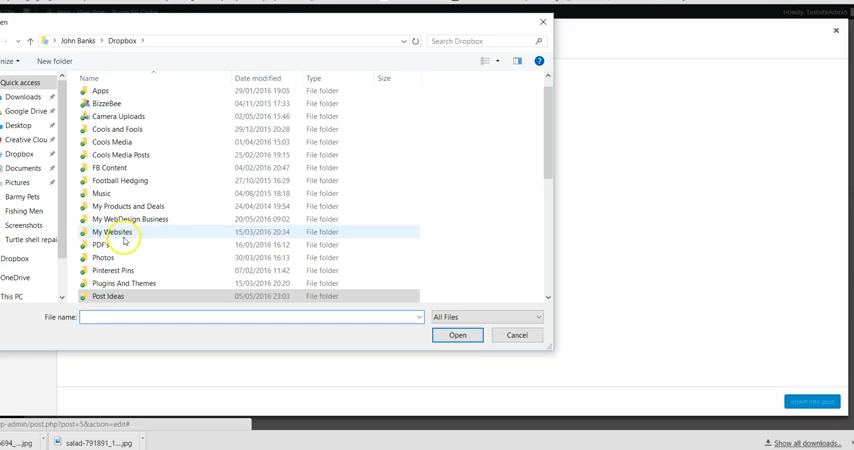 Howdy, TestsiteAdmin
en
John Banks > Dropbox >
Search Dropbox
nize
New folder
Name Date modified Type Size
Quick access
Downloads
Google Drive
Desktop
Creative Clou
Dropbox
Documents
Pictures
Barmy Pets
Fishing Men
Screenshots
Turtle shell repai
Dropbox
OneDrive
This PC
Apps 29/01/2016 19:05 File folder
BizzeBee 04/11/2015 17:33 File folder
Camera Uploads 02/05/2016 15:46 File folder
Cools and Fools 29/12/2015 20:28 File folder
Cools Media 01/04/2016 15:03 File folder
Cools Media Posts 25/02/2016 19:15 File folder
FB Content 04/02/2016 20:47 File folder
Football Hedging 27/10/2015 16:29 File folder
Music 04/08/2015 18:18 File folder
My Products and Deals 24/04/2014 19:54 File folder
My WebDesign Business 20/05/2016 09:02 File folder
My Websites 15/03/2016 20:34 File folder
PDF's 16/05/2016 16:12 File folder
Photos 30/03/2016 16:13 File folder
Pinterest Pins 07/02/2016 11:42 File folder
Plugins And Themes 15/03/2016 20:20 File folder
Post Ideas 05/05/2016 23:03 File folder
File name:
All Files
Open Cancel
Insert into post
p-admin/post.php?post=5&action=edit#
5694_....jpg
salad-791891_1....jpg
Show all downloads...